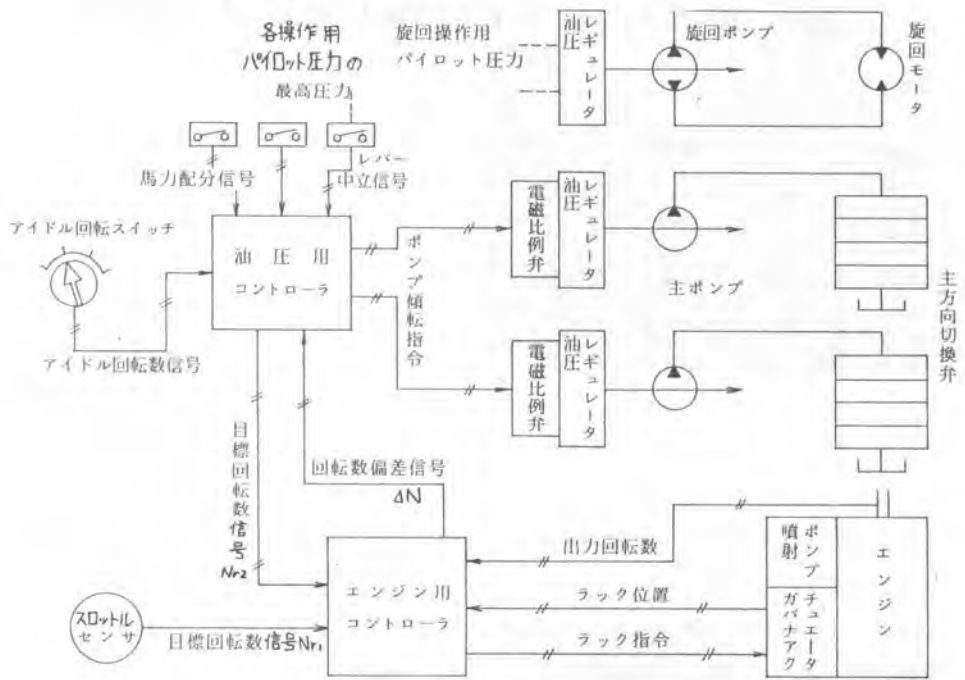 各操作用
パイロット圧力の
最高圧力
旋回操作用
パイロット圧力
油圧
レギュレータ
旋回ポンプ
旋回モータ
馬力配分信号
レバー
中立信号
アイドル回転スイッチ
油圧用
コントローラ
ポンプ傾転指令
電磁比例弁
油圧
レギュレータ
主ポンプ
主方向切換弁
アイドル回転数信号
電磁比例弁
油圧
レギュレータ
目標回転数信号
Nr2
回転数偏差信号
ΔN
出力回転数
噴射
ポンプ
エンジン
エンジン用
コントローラ
ラック位置
ガバナアク
チュエータ
スロットル
センサ
目標回転数信号Nr1
ラック指令